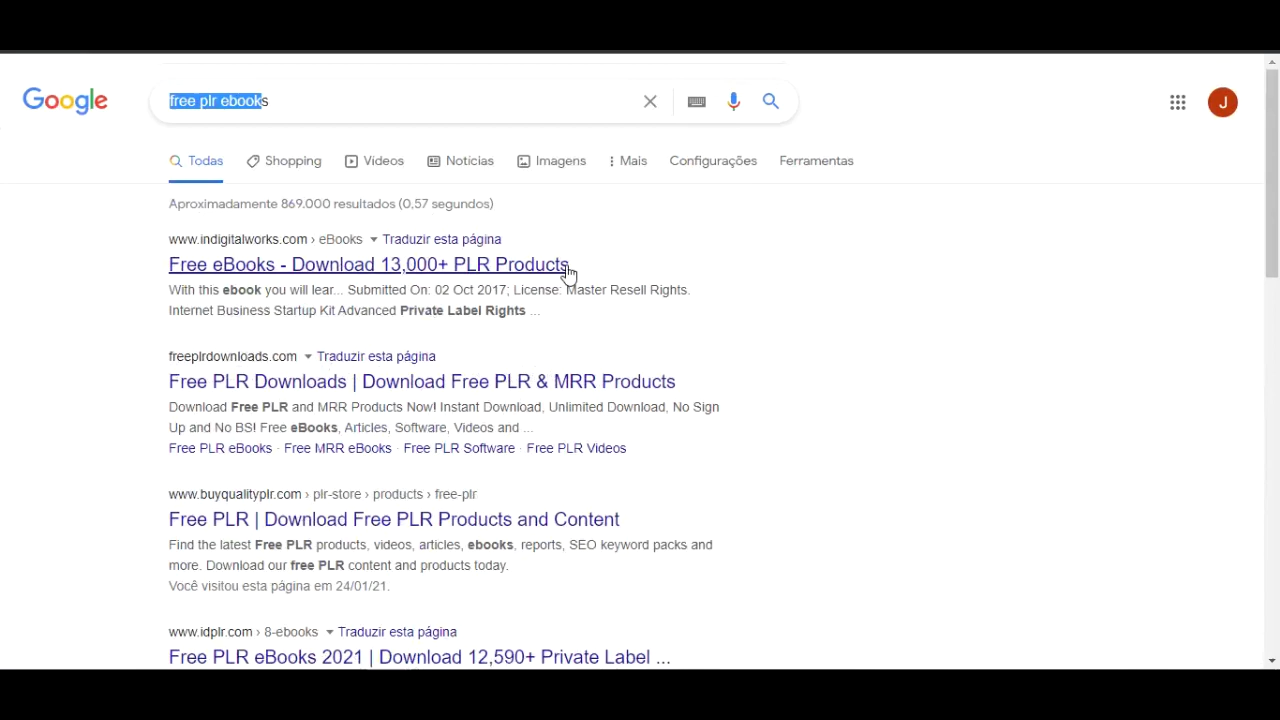 Google
free plr ebooks
J
Todas Shopping Vídeos Notícias Imagens Mais Configurações Ferramentas
Aproximadamente 869.000 resultados (0,57 segundos)
www.indigitalworks.com › eBooks Traduzir esta página
Free eBooks - Download 13,000+ PLR Products
With this ebook you will lear... Submitted On: 02 Oct 2017; License: Master Resell Rights.
Internet Business Startup Kit Advanced Private Label Rights ...
freeplrdownloads.com Traduzir esta página
Free PLR Downloads | Download Free PLR & MRR Products
Download Free PLR and MRR Products Now! Instant Download, Unlimited Download, No Sign
Up and No BS! Free eBooks, Articles, Software, Videos and ...
Free PLR eBooks · Free MRR eBooks · Free PLR Software · Free PLR Videos
www.buyqualityplr.com › plr-store › products › free-plr
Free PLR | Download Free PLR Products and Content
Find the latest Free PLR products, videos, articles, ebooks, reports, SEO keyword packs and
more. Download our free PLR content and products today.
Você visitou esta página em 24/01/21.
www.idplr.com › 8-ebooks Traduzir esta página
Free PLR eBooks 2021 | Download 12,590+ Private Label ...